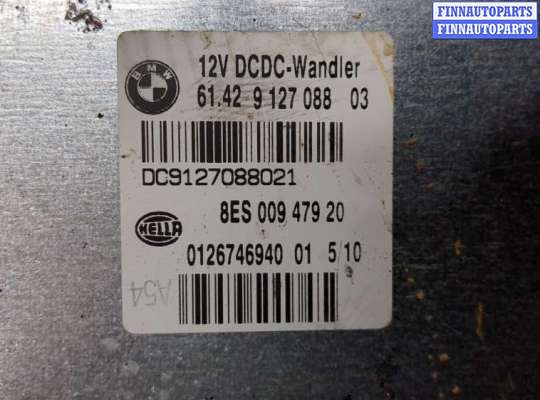 FINNAUTOPARTS
FINNAUTOPARTS
BMW
12V DCDC-Wandler
61.42 9 127 088 03
DC9127088021
8ES 009 479 20
HELLA
0126746940 01 5/10
A54